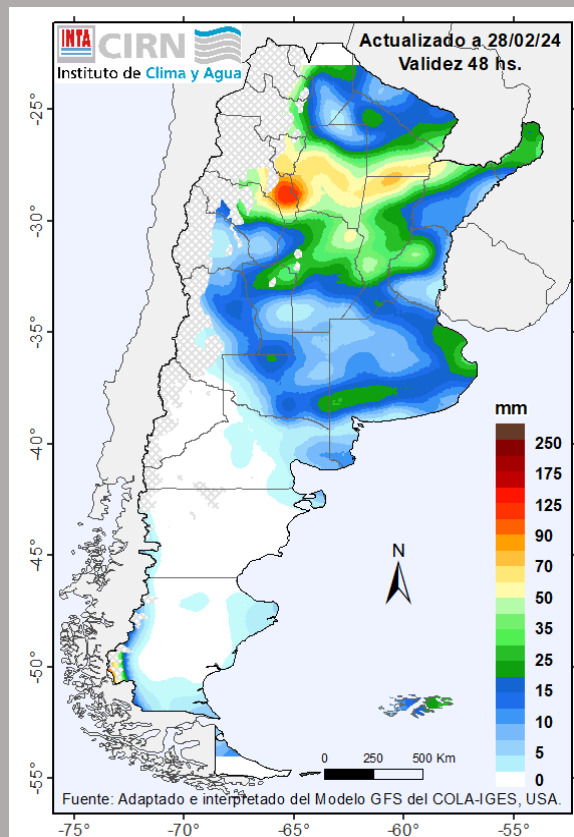 INTA CIRN
Instituto de Clima y Agua
Actualizado a 28/02/24
Validez 48 hs.
-25°
-30°
-35°
-40°
-45°
-50°
-55°
mm
250
175
125
90
70
50
35
25
15
10
5
0
N
0 250 500 Km
Fuente: Adaptado e interpretado del Modelo GFS del COLA-IGES, USA.
-75° -70° -65° -60° -55°